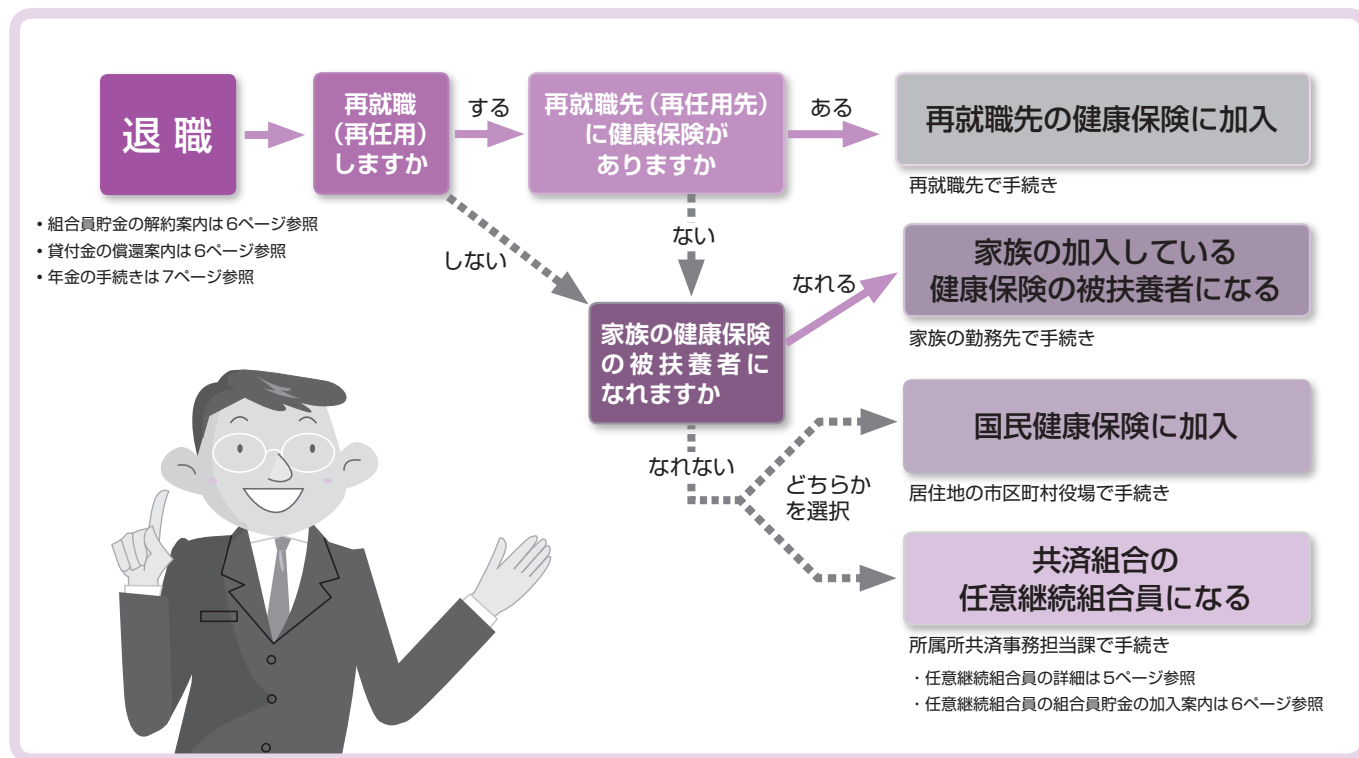 退 職
・組合員貯金の解約案内は6ページ参照
・貸付金の償還案内は6ページ参照
・年金の手続きは7ページ参照
再就職
（再任用）
しますか
する
しない
再就職先（再任用先）
に健康保険が
ありますか
ある
ない
再就職先の健康保険に加入
再就職先で手続き
家族の健康保険
の被扶養者に
なれますか
なれる
なれない
どちらか
を選択
家族の加入している
健康保険の被扶養者になる
家族の勤務先で手続き
国民健康保険に加入
居住地の市区町村役場で手続き
共済組合の
任意継続組合員になる
所属所共済事務担当課で手続き
・任意継続組合員の詳細は5ページ参照
・任意継続組合員の組合員貯金の加入案内は6ページ参照